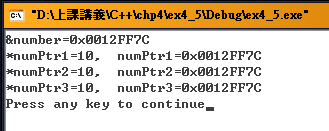 "D:\上課講義\C++\chp4\ex4_5\Debug\ex4_5.exe"
&number=0x0012FF7C
*numPtr1=10,  numPtr1=0x0012FF7C
*numPtr2=10,  numPtr2=0x0012FF7C
*numPtr3=10,  numPtr3=0x0012FF7C
Press any key to continue_